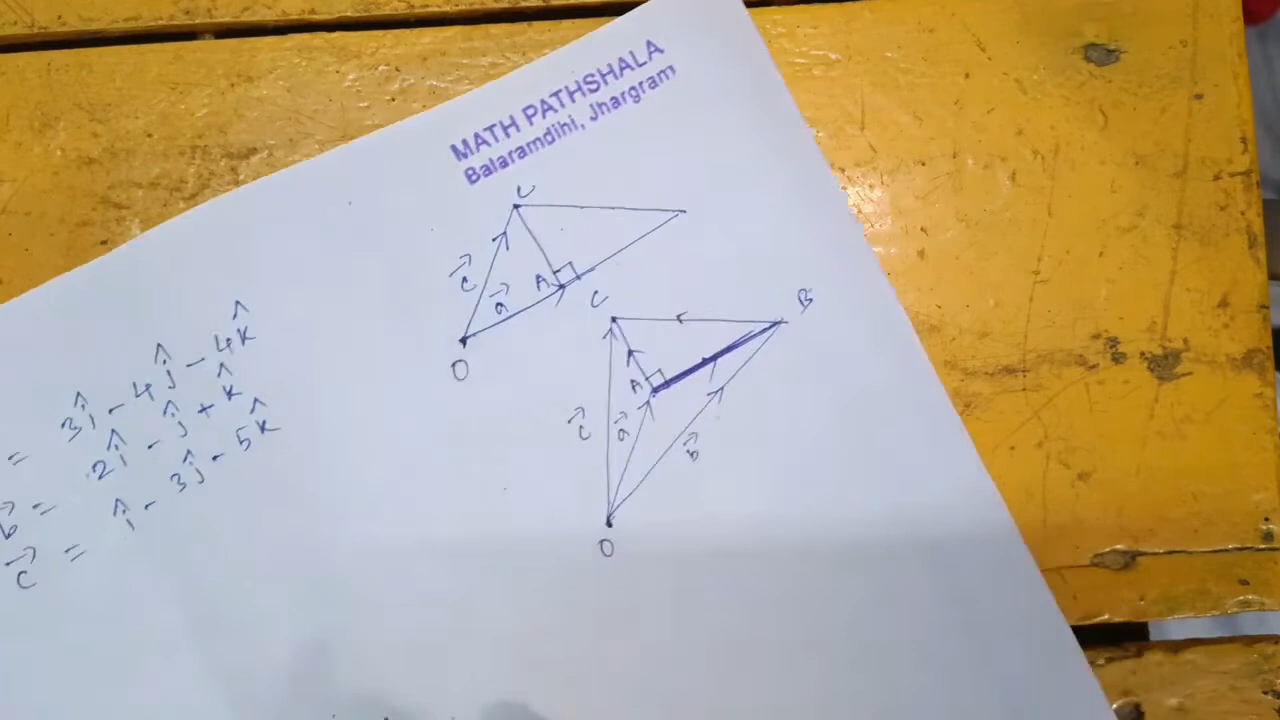 MATH PATHSHALA
Balaramdihi, Jhargram
C
c⃗
A
a⃗
O
C
B
A
c⃗
a⃗
b⃗
O
= 3î - 4ĵ - 4k̂
b⃗ = 2î - ĵ + k̂
c⃗ = î - 3ĵ - 5k̂